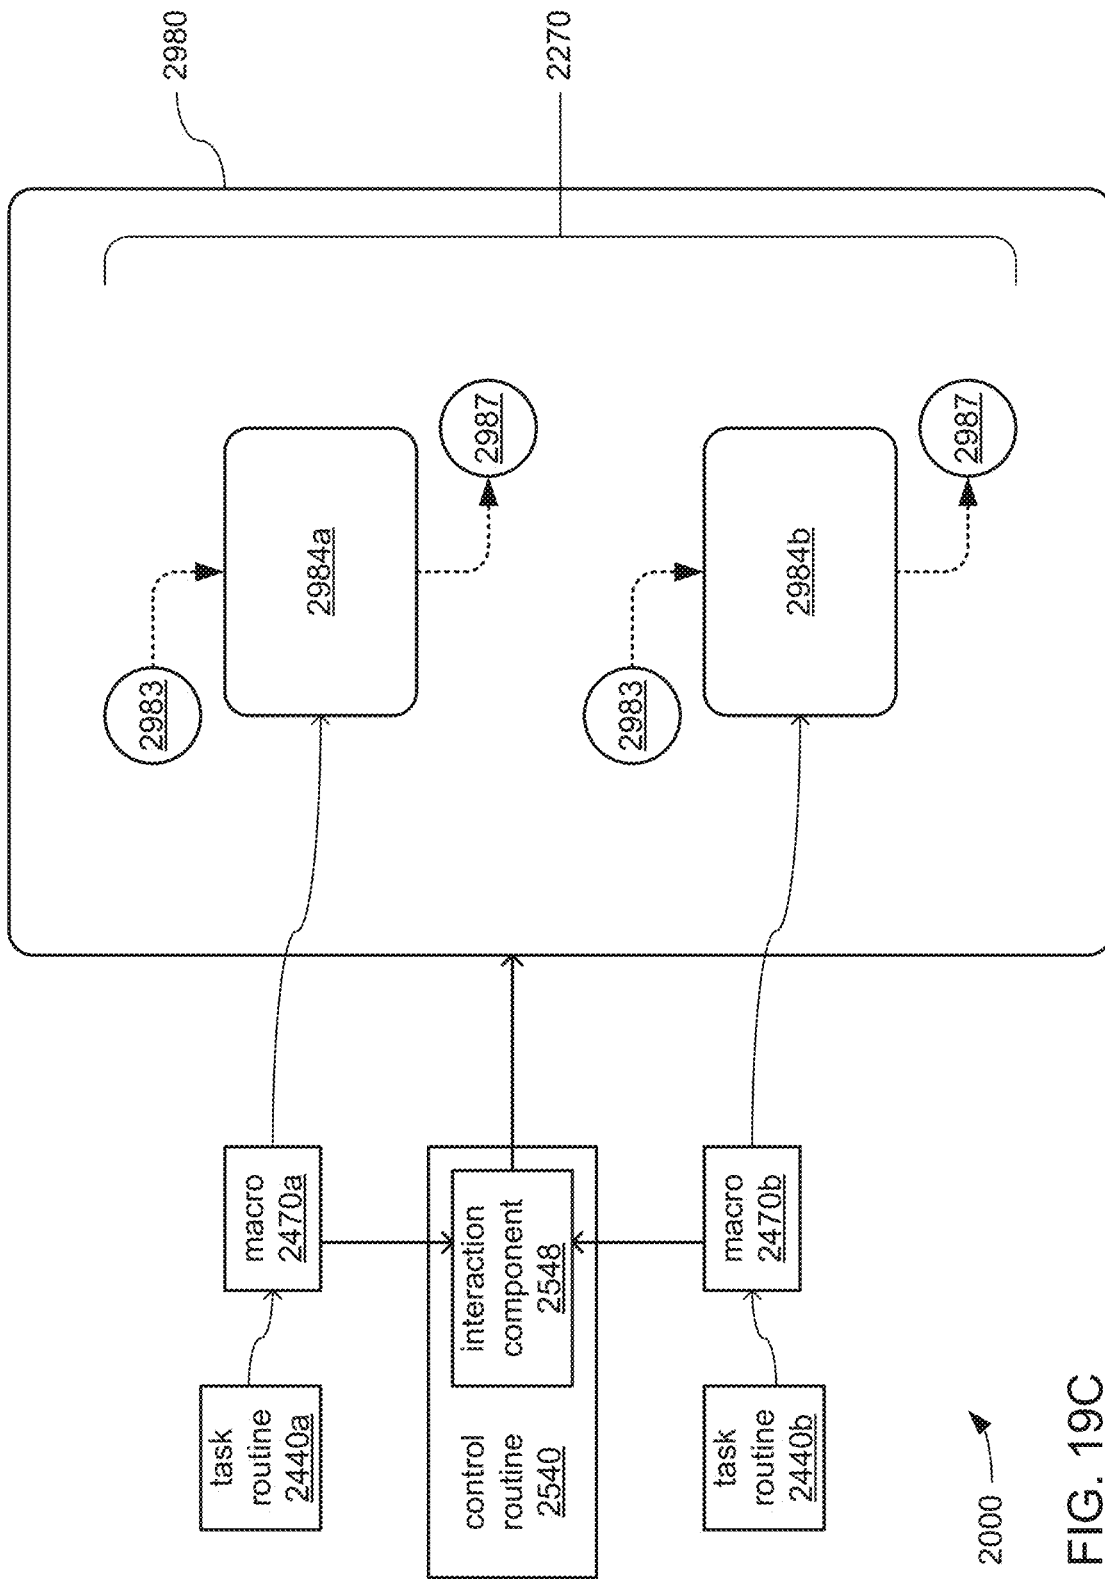 2980
2270
2983
2984a
2987
2983
2984b
2987
task
routine
2440a
macro
2470a
control
routine
2540
interaction
component
2548
task
routine
2440b
macro
2470b
2000
FIG. 19C